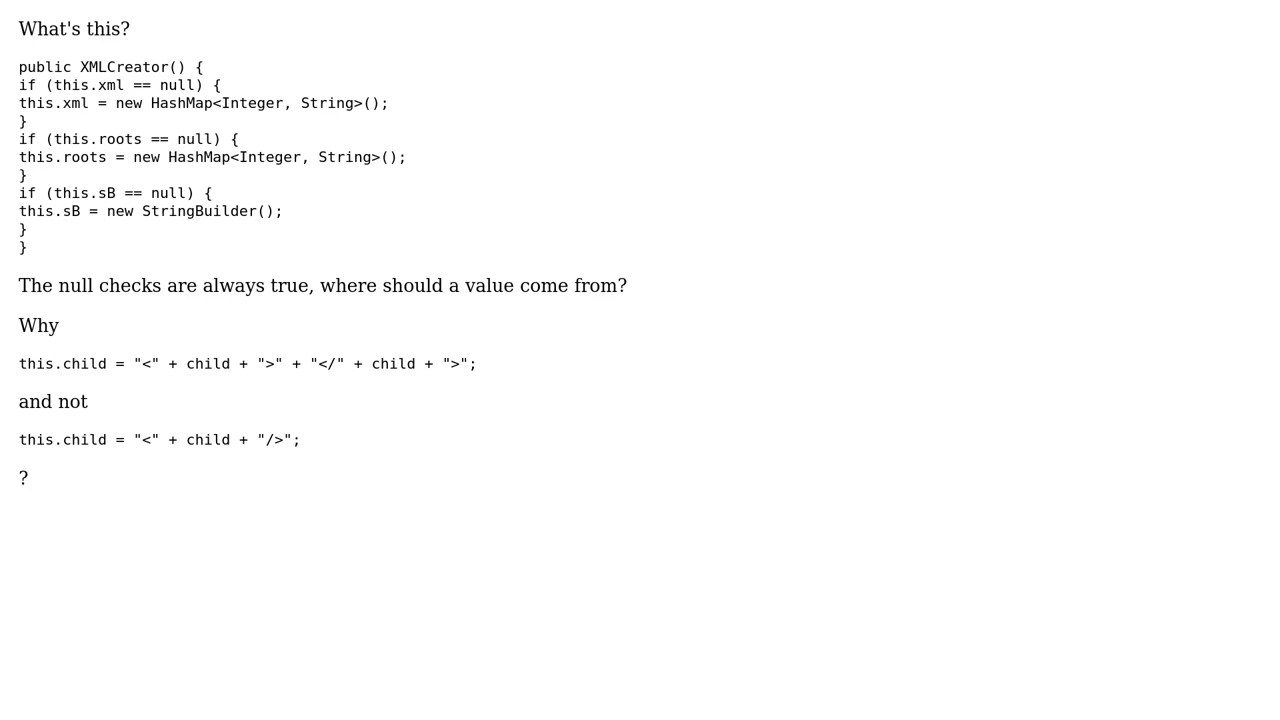 What's this?
public XMLCreator() {
if (this.xml == null) {
this.xml = new HashMap<Integer, String>();
}
if (this.roots == null) {
this.roots = new HashMap<Integer, String>();
}
if (this.sB == null) {
this.sB = new StringBuilder();
}
}
The null checks are always true, where should a value come from?
Why
this.child = "<" + child + ">" + "</" + child + ">";
and not
this.child = "<" + child + "/>";
?